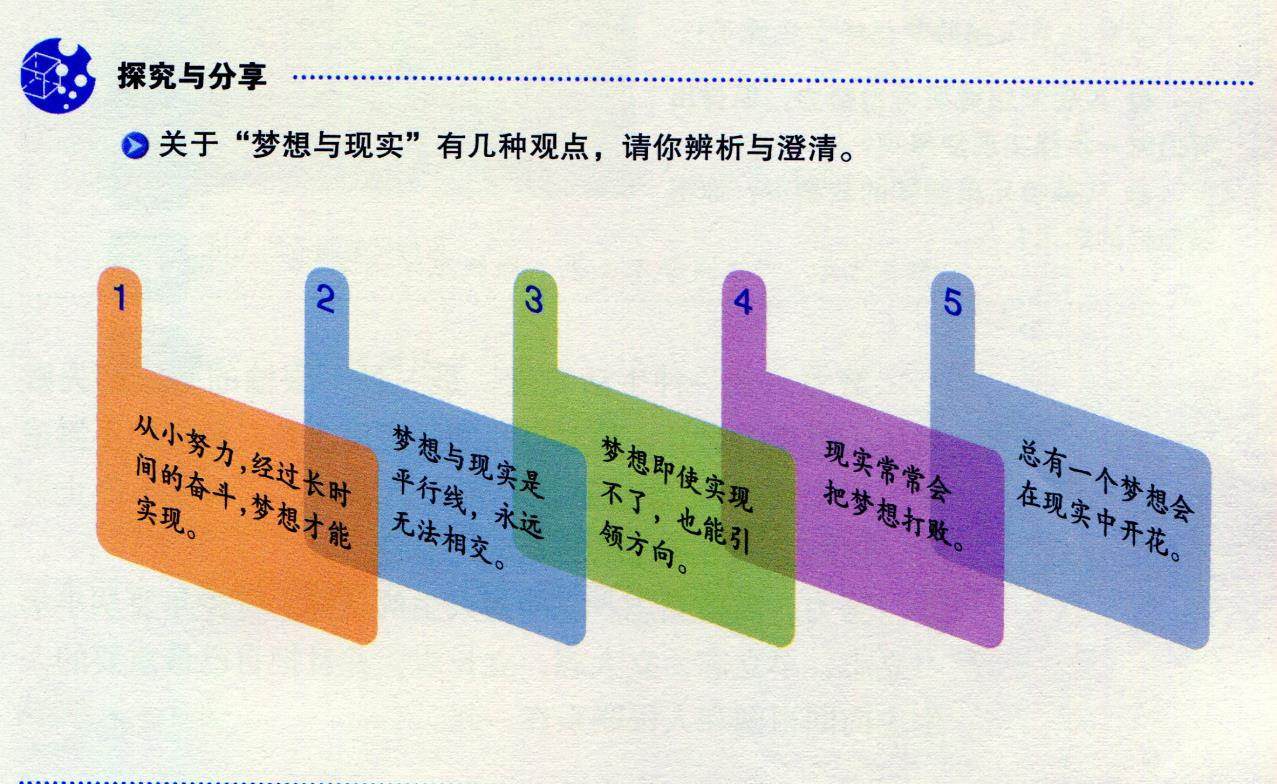 探究与分享
关于“梦想与现实”有几种观点，请你辨析与澄清。
1
从小努力，经过长时
间的奋斗，梦想才能
实现。
2
梦想与现实是
平行线，永远
无法相交。
3
梦想即使实现
不了，也能引
领方向。
4
现实常常会
把梦想打败。
5
总有一个梦想会
在现实中开花。